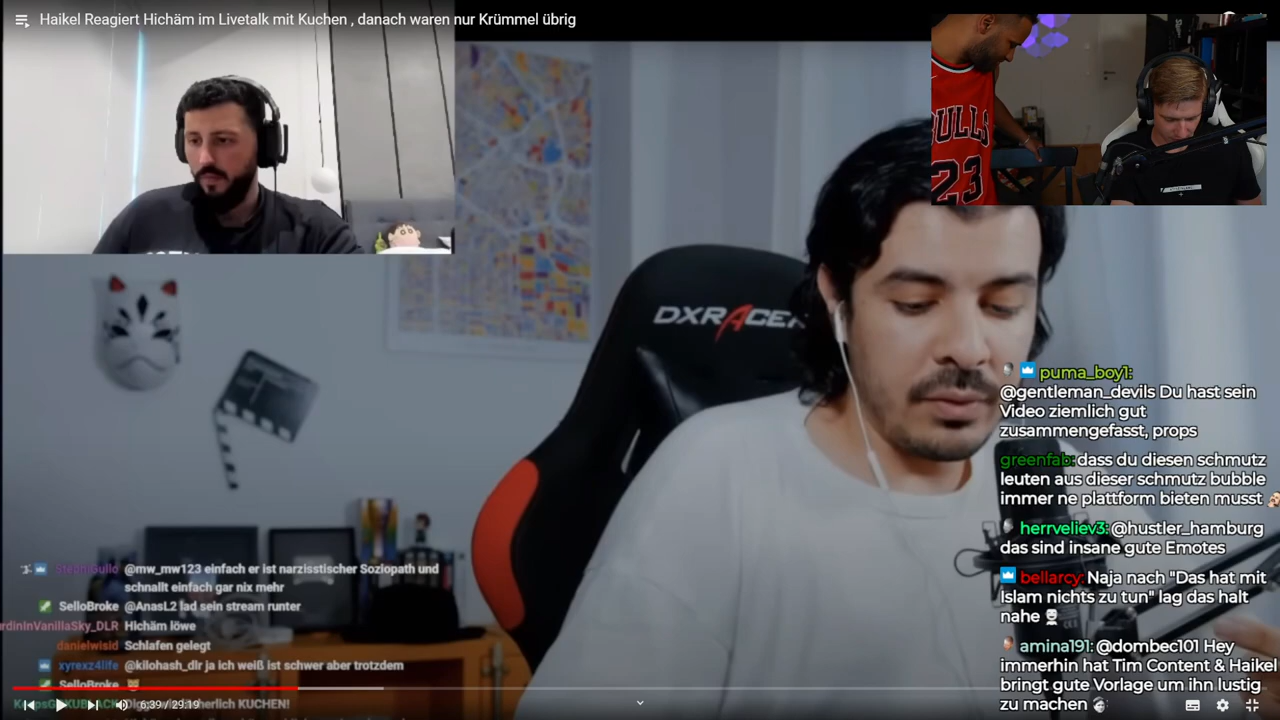 Haikel Reagiert Hichäm im Livetalk mit Kuchen , danach waren nur Krümmel übrig
BULLS
23
DXRACER
puma_boy1:
@gentleman_devils Du hast sein
Video ziemlich gut
zusammengefasst, props
greenfab: dass du diesen schmutz
leuten aus dieser schmutz bubble
immer ne plattform bieten musst
herrveliev3: @hustler_hamburg
das sind insane gute Emotes
bellarcy: Naja nach "Das hat mit
Islam nichts zu tun" lag das halt
nahe
amina191: @dombec101 Hey
immerhin hat Tim Content & Haikel
bringt gute Vorlage um ihn lustig
zu machen
@mw_mw123 einfach er ist narzisstischer Soziopath und
schnallt einfach gar nix mehr
SelloBroke @AnasL2 lad sein stream runter
rdinInVanillaSky_DLR Hichäm löwe
danielwisld Schlafen gelegt
xyrexz4life @kilohash_dlr ja ich weiß ist schwer aber trotzdem
SelloBroke
KUCHEN!
6:39 / 29:19